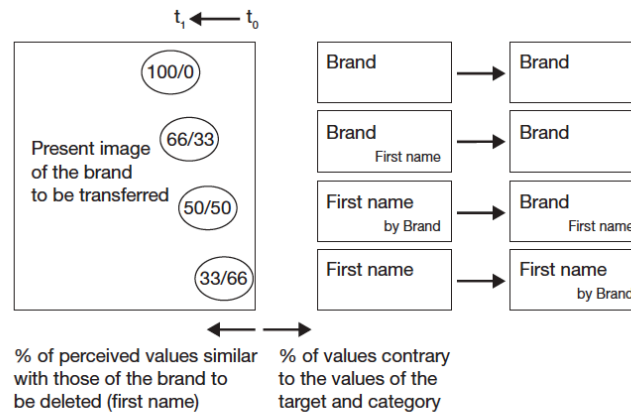 t1 ← t0
100/0
66/33
50/50
33/66
Present image
of the brand
to be transferred
Brand → Brand
Brand
First name → Brand
First name
by Brand → Brand
First name
First name → First name
by Brand
% of perceived values similar
with those of the brand to
be deleted (first name)
% of values contrary
to the values of the
target and category